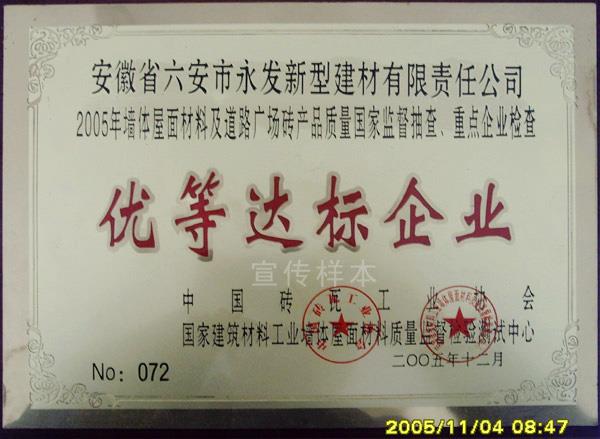 安徽省六安市永发新型建材有限责任公司
2005年墙体屋面材料及道路广场砖产品质量国家监督抽查、重点企业检查
优等达标企业
宣传样本
中国砖瓦工业协会
国家建筑材料工业墙体屋面材料质量监督检验测试中心
二〇〇五年十二月
No: 072
2005/11/04 08:47